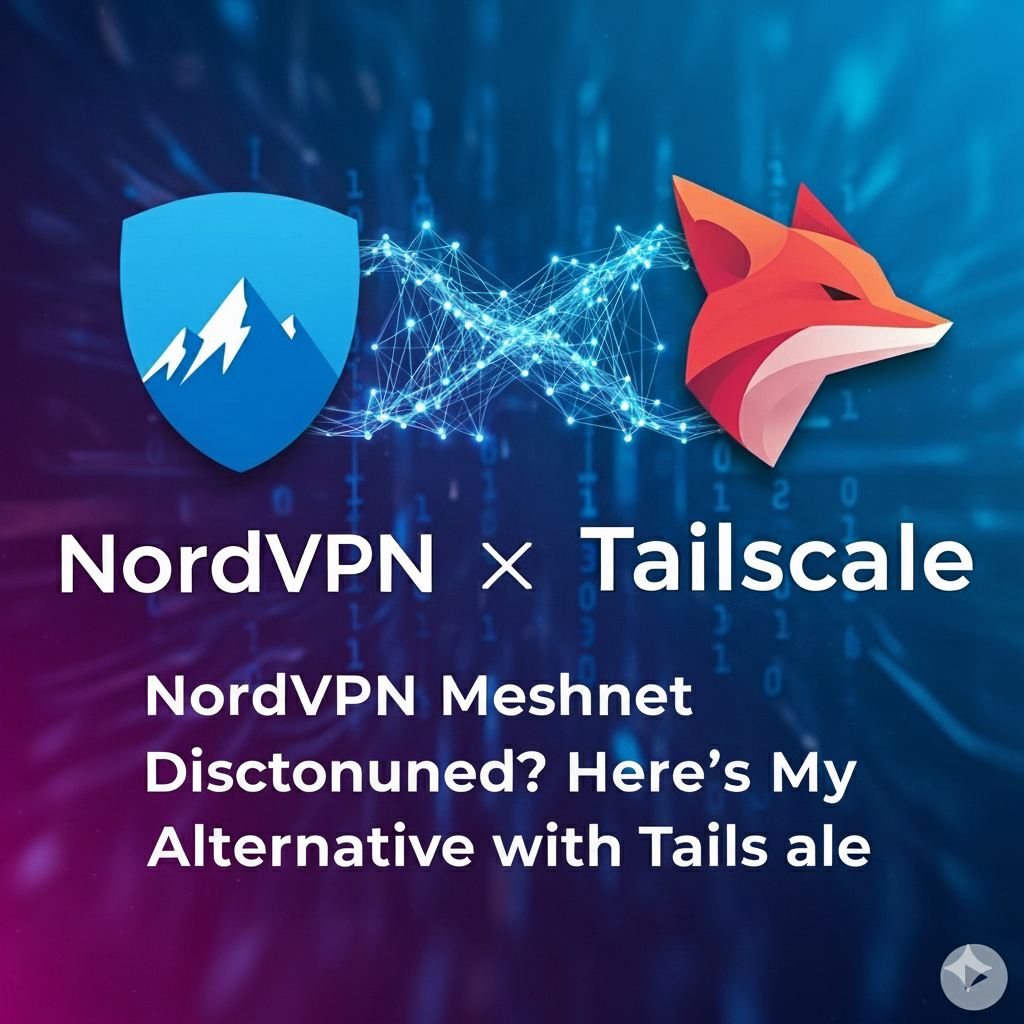 NordVPN × Tailscale
NordVPN Meshnet
Disctonuned? Here's My
Alternative with Tails ale